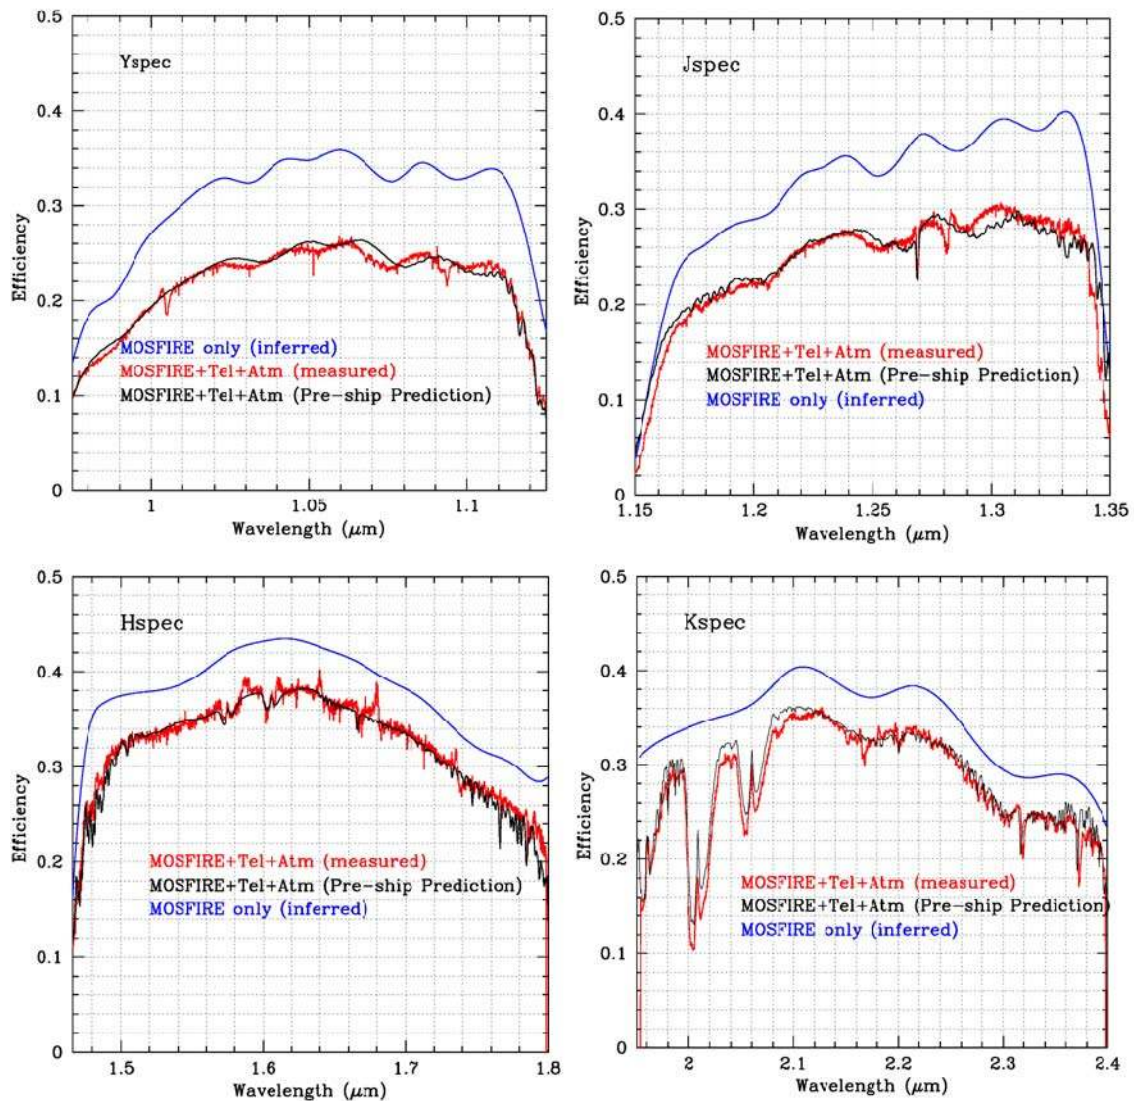 0.5
Yspec
0.4
0.3
Efficiency
0.2
MOSFIRE only (inferred)
MOSFIRE+Tel+Atm (measured)
MOSFIRE+Tel+Atm (Pre-ship Prediction)
0.1
0
1
1.05
1.1
Wavelength (μm)
0.5
Jspec
0.4
0.3
Efficiency
0.2
MOSFIRE+Tel+Atm (measured)
MOSFIRE+Tel+Atm (Pre-ship Prediction)
MOSFIRE only (inferred)
0.1
0
1.15
1.2
1.25
1.3
1.35
Wavelength (μm)
0.5
Hspec
0.4
0.3
Efficiency
0.2
MOSFIRE+Tel+Atm (measured)
MOSFIRE+Tel+Atm (Pre-ship Prediction)
MOSFIRE only (inferred)
0.1
0
1.5
1.6
1.7
1.8
Wavelength (μm)
0.5
Kspec
0.4
0.3
Efficiency
0.2
MOSFIRE+Tel+Atm (measured)
MOSFIRE+Tel+Atm (Pre-ship Prediction)
MOSFIRE only (inferred)
0.1
0
2
2.1
2.2
2.3
2.4
Wavelength (μm)